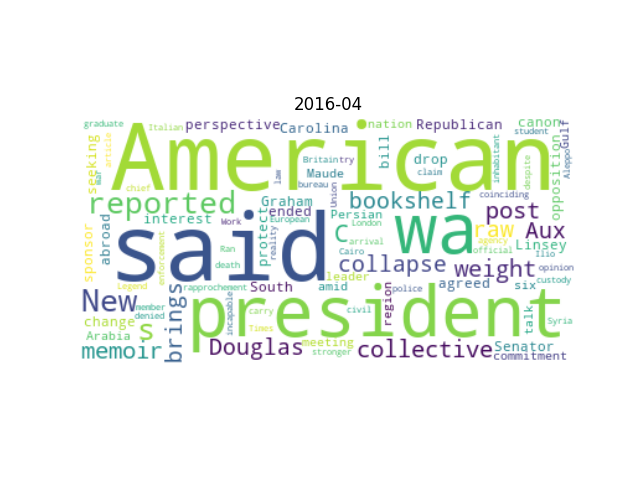 2016-04
graduate
Italian
perspective
Carolina
nation
Republican
canon
student
Gulf
seeking
article
war
American
Britain
try
bill
drop
claim
inhabitant
despite
Aleppo
opposition
chief
law
Maude
bureau
Union
coinciding
reported
Graham
bookshelf
post
abroad
interest
ended
Persian
wa
raw
Aux
sponsor
Work
protect
European
London
C
agency
Linsey
said
reality
arrival
official
enforcement
Ran
Cairo
collapse
weight
Ilio
opinion
death
leader
New
Legend
rapprochement
South
amid
police
agreed
six
custody
member
brings
president
region
change
denied
s
incapable
carry
civil
talk
Syria
Arabia
Times
meeting
memoir
Douglas
stronger
collective
Senator
commitment